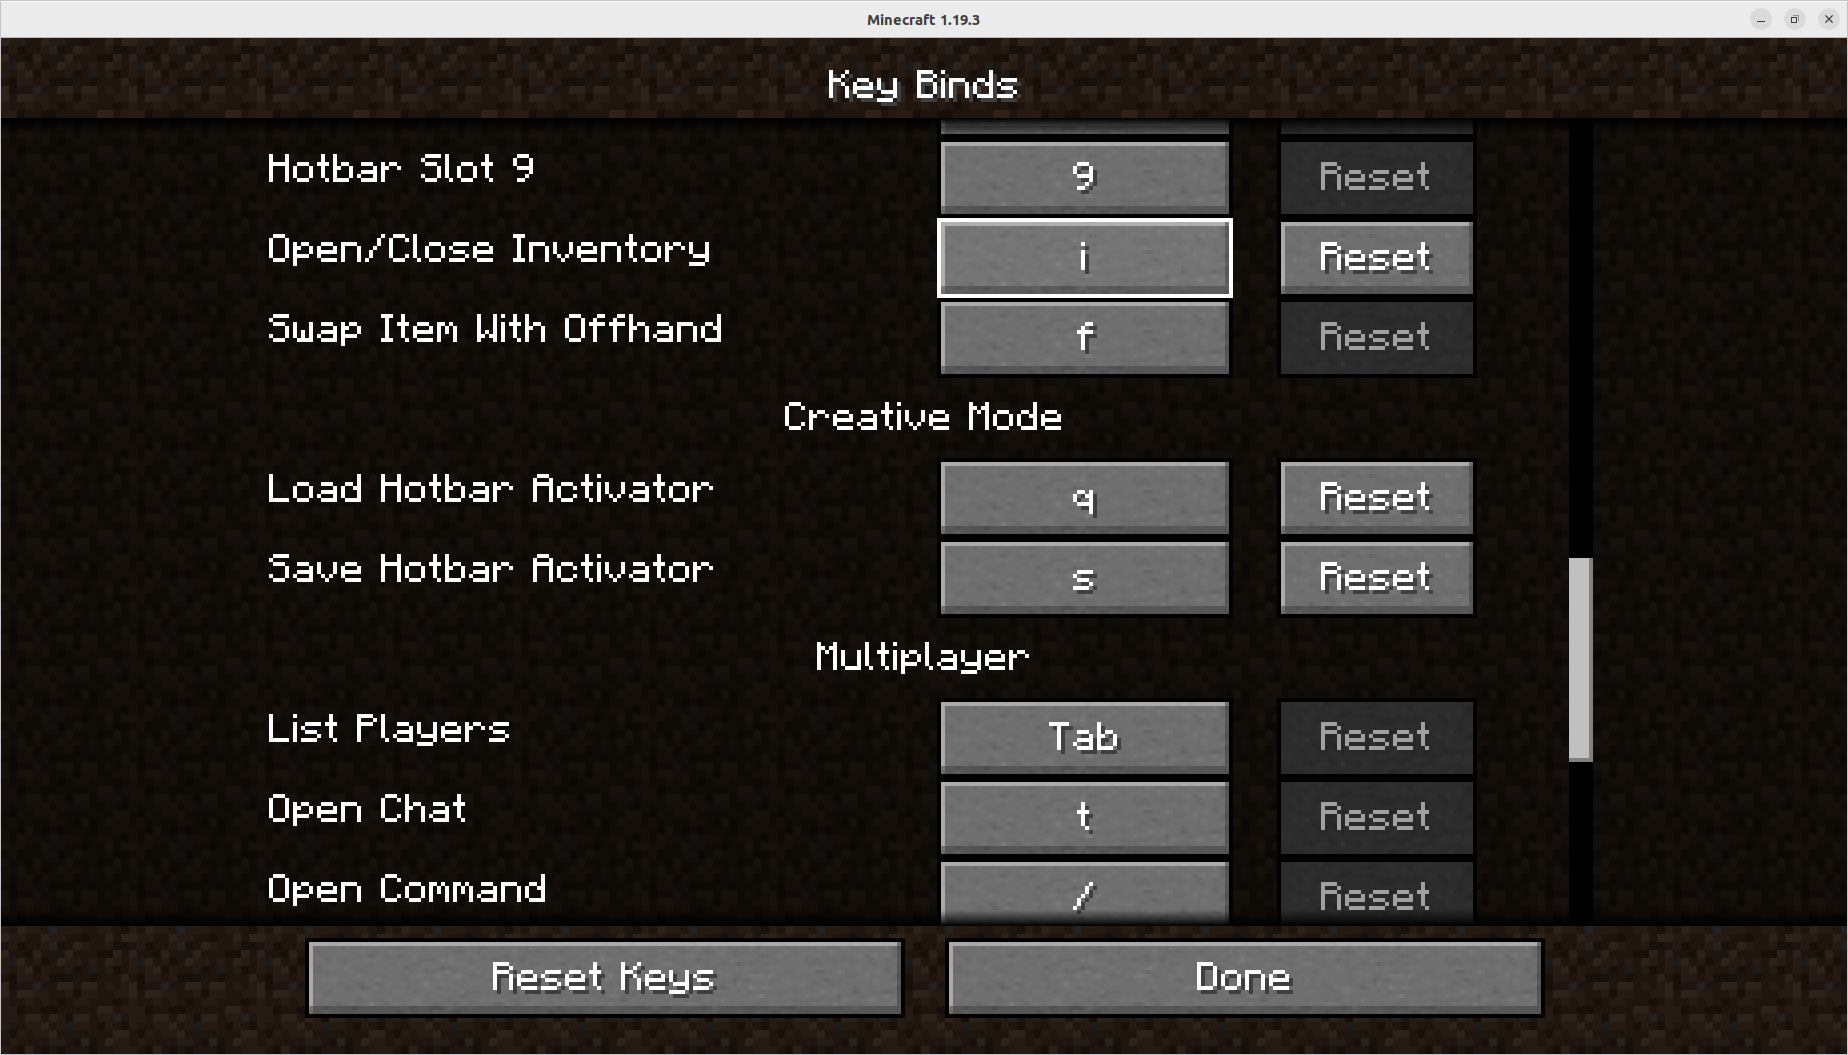 Minecraft 1.19.3
Key Binds
Hotbar Slot 9 9 Reset
Open/Close Inventory i Reset
Swap Item With Offhand f Reset
Creative Mode
Load Hotbar Activator q Reset
Save Hotbar Activator s Reset
Multiplayer
List Players Tab Reset
Open Chat t Reset
Open Command / Reset
Reset Keys Done